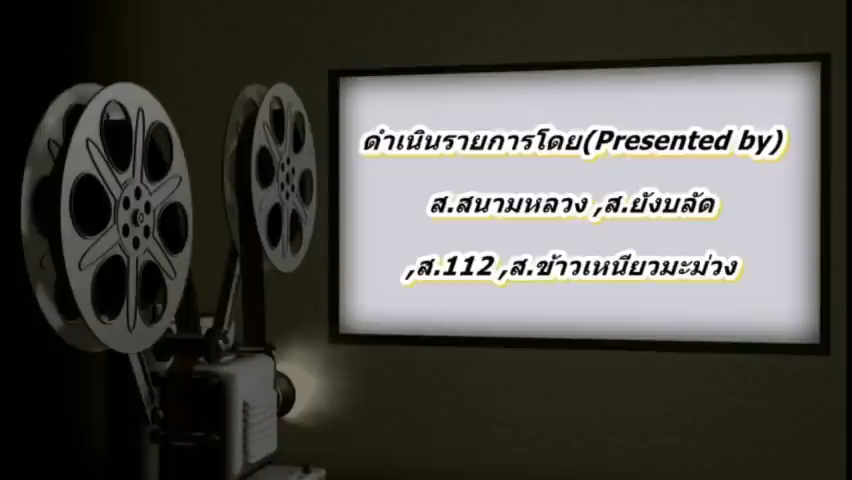 ดำเนินรายการโดย(Presented by)
ส.สนามหลวง ,ส.ยังบลัด
,ส.112 ,ส.ข้าวเหนียวมะม่วง